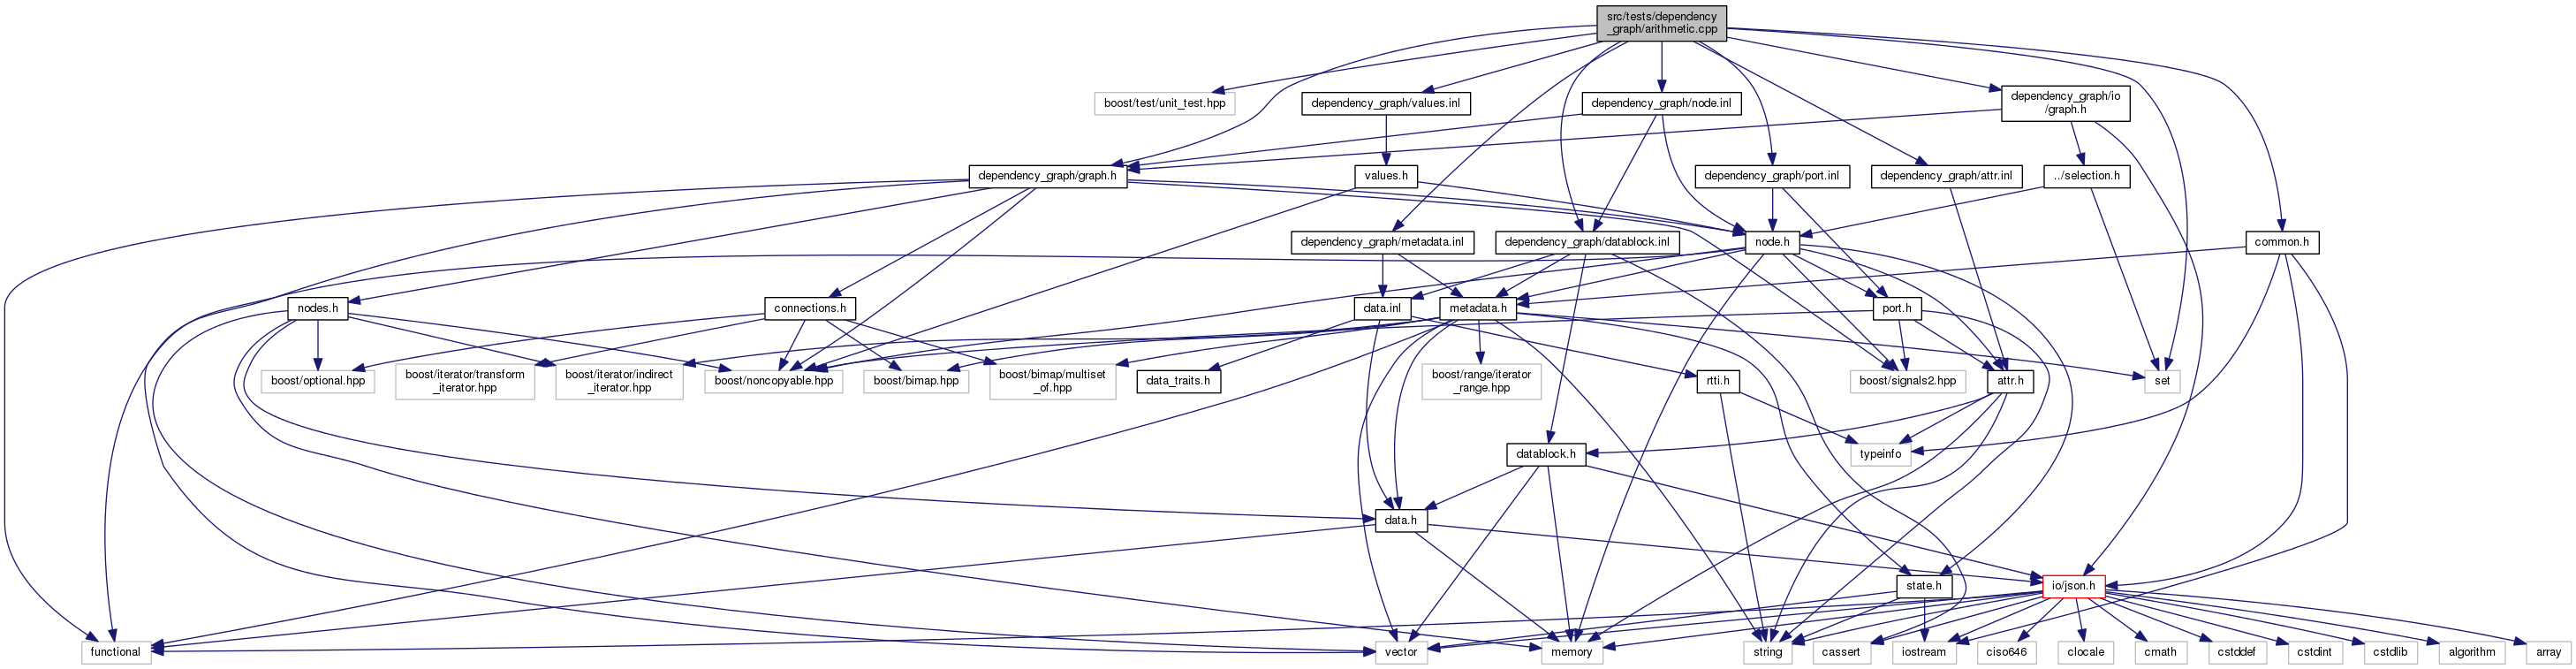 src/tests/dependency
_graph/arithmetic.cpp
boost/test/unit_test.hpp
dependency_graph/values.inl
dependency_graph/node.inl
dependency_graph/io
/graph.h
dependency_graph/graph.h
values.h
dependency_graph/port.inl
dependency_graph/attr.inl
../selection.h
dependency_graph/metadata.inl
dependency_graph/datablock.inl
node.h
common.h
nodes.h
connections.h
data.inl
metadata.h
port.h
boost/optional.hpp
boost/iterator/transform
_iterator.hpp
boost/iterator/indirect
_iterator.hpp
boost/noncopyable.hpp
boost/bimap.hpp
boost/bimap/multiset
_of.hpp
data_traits.h
boost/range/iterator
_range.hpp
rtti.h
boost/signals2.hpp
attr.h
set
datablock.h
typeinfo
data.h
state.h
io/json.h
functional
vector
memory
string
cassert
iostream
ciso646
clocale
cmath
cstddef
cstdint
cstdlib
algorithm
array